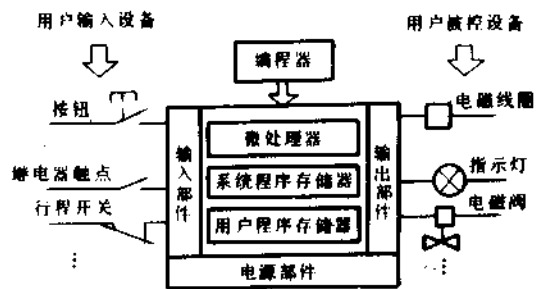 用户输入设备
用户被控设备
编程器
按钮
电磁线圈
微处理器
输入部件
输出部件
继电器触点
系统程序存储器
指示灯
行程开关
用户程序存储器
电磁阀
电源部件